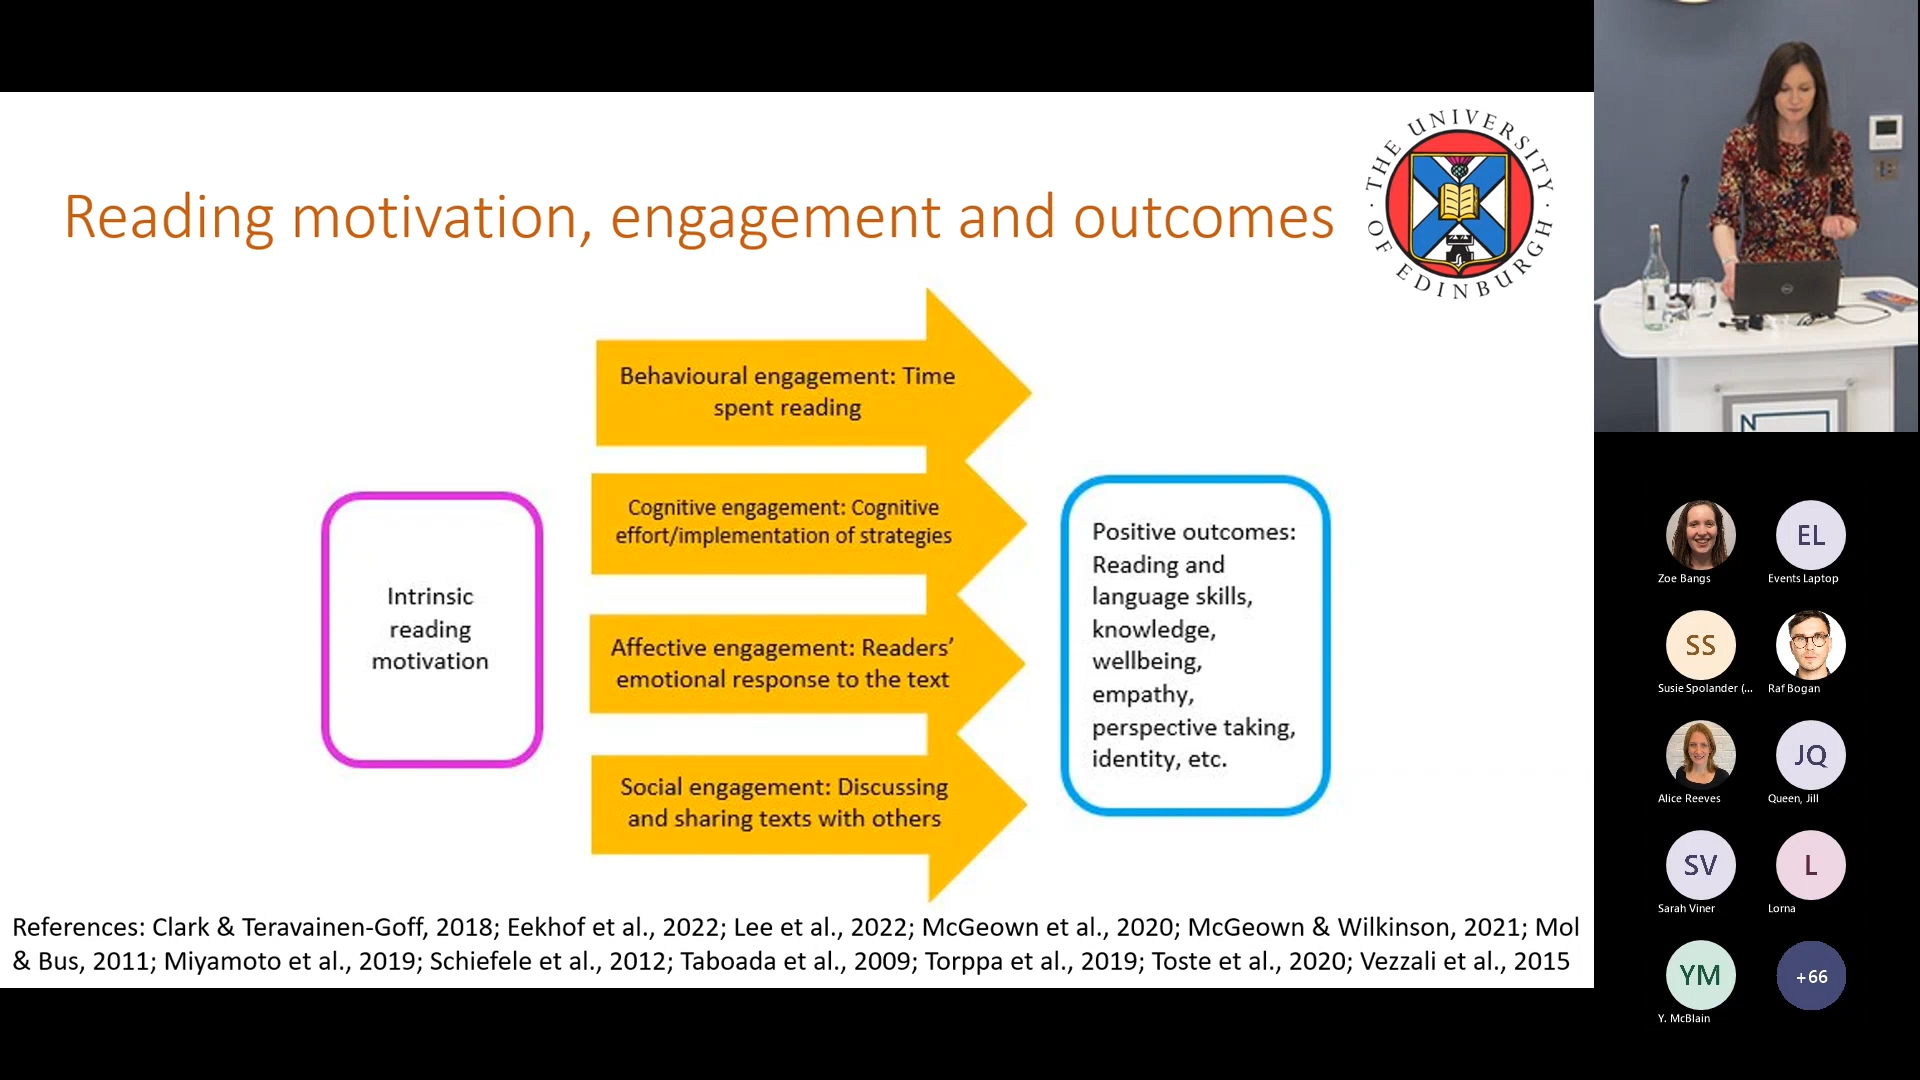 Reading motivation, engagement and outcomes
THE UNIVERSITY OF EDINBURGH
Behavioural engagement: Time
spent reading
Cognitive engagement: Cognitive
effort/implementation of strategies
Intrinsic
reading
motivation
Affective engagement: Readers’
emotional response to the text
Social engagement: Discussing
and sharing texts with others
Positive outcomes:
Reading and
language skills,
knowledge,
wellbeing,
empathy,
perspective taking,
identity, etc.
References: Clark & Teravainen-Goff, 2018; Eekhof et al., 2022; Lee et al., 2022; McGeown et al., 2020; McGeown & Wilkinson, 2021; Mol
& Bus, 2011; Miyamoto et al., 2019; Schiefele et al., 2012; Taboada et al., 2009; Torppa et al., 2019; Toste et al., 2020; Vezzali et al., 2015
N
Zoe Bangs
EL
Events Laptop
SS
Susie Spolander (...
Raf Bogan
Alice Reeves
JQ
Queen, Jill
SV
Sarah Viner
L
Lorna
YM
Y. McBlain
+66